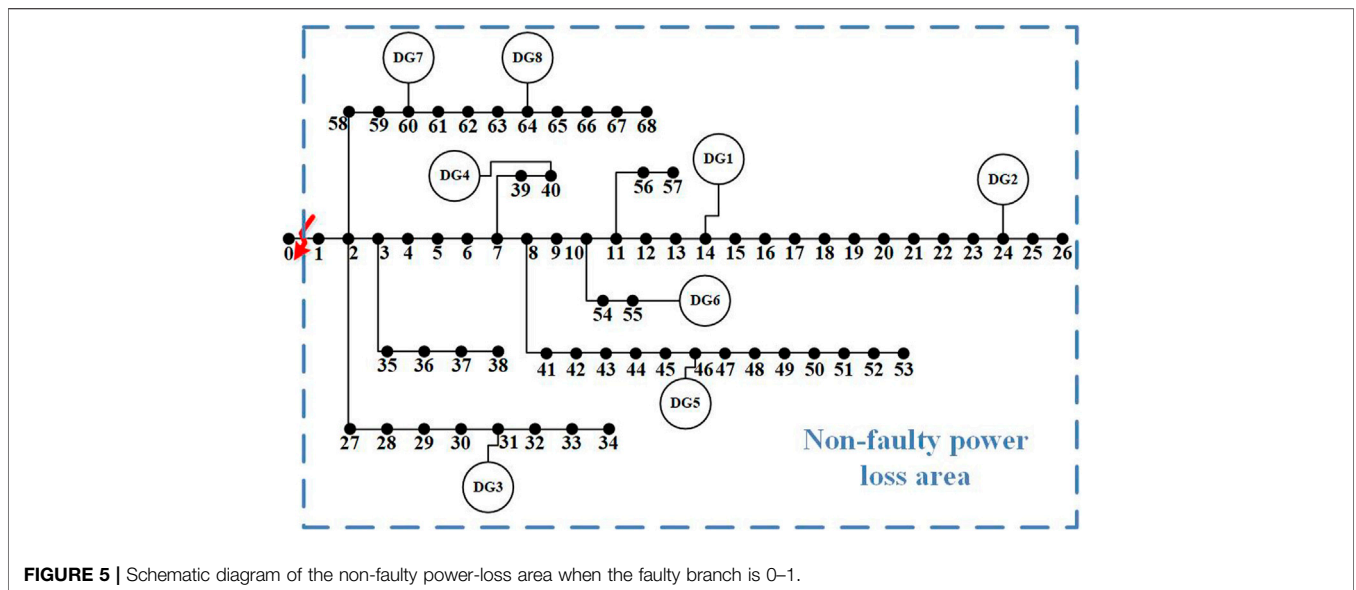 DG7 DG8
58 59 60 61 62 63 64 65 66 67 68
DG4 DG1 DG2
39 40 56 57
0 1 2 3 4 5 6 7 8 9 10 11 12 13 14 15 16 17 18 19 20 21 22 23 24 25 26
54 55 DG6
35 36 37 38
41 42 43 44 45 46 47 48 49 50 51 52 53
DG5
27 28 29 30 31 32 33 34
Non-faulty power
loss area
DG3
FIGURE 5 | Schematic diagram of the non-faulty power-loss area when the faulty branch is 0–1.